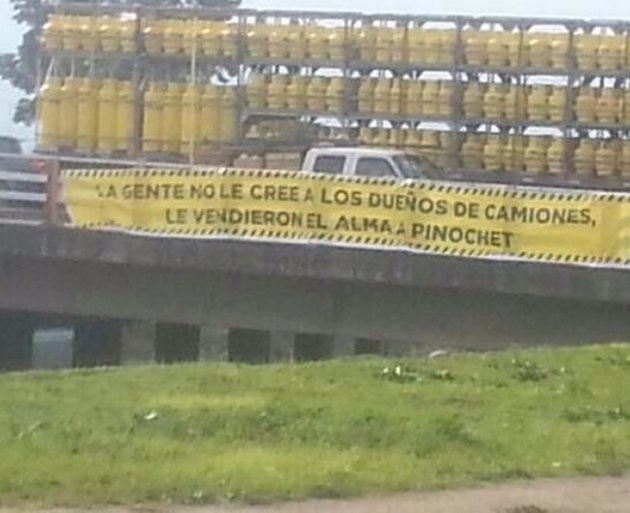 LA GENTE NO LE CREE A LOS DUEÑOS DE CAMIONES,
LE VENDIERON EL ALMA A PINOCHET